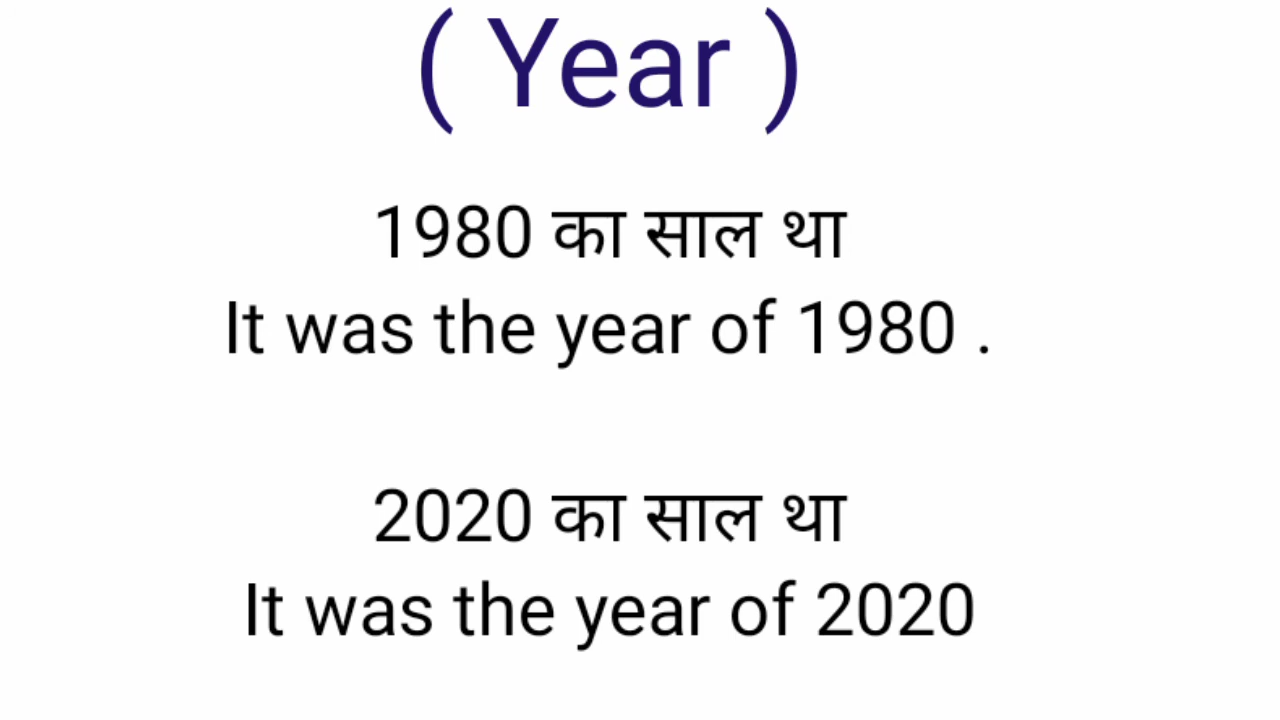 ( Year )
1980 का साल था
It was the year of 1980 .
2020 का साल था
It was the year of 2020